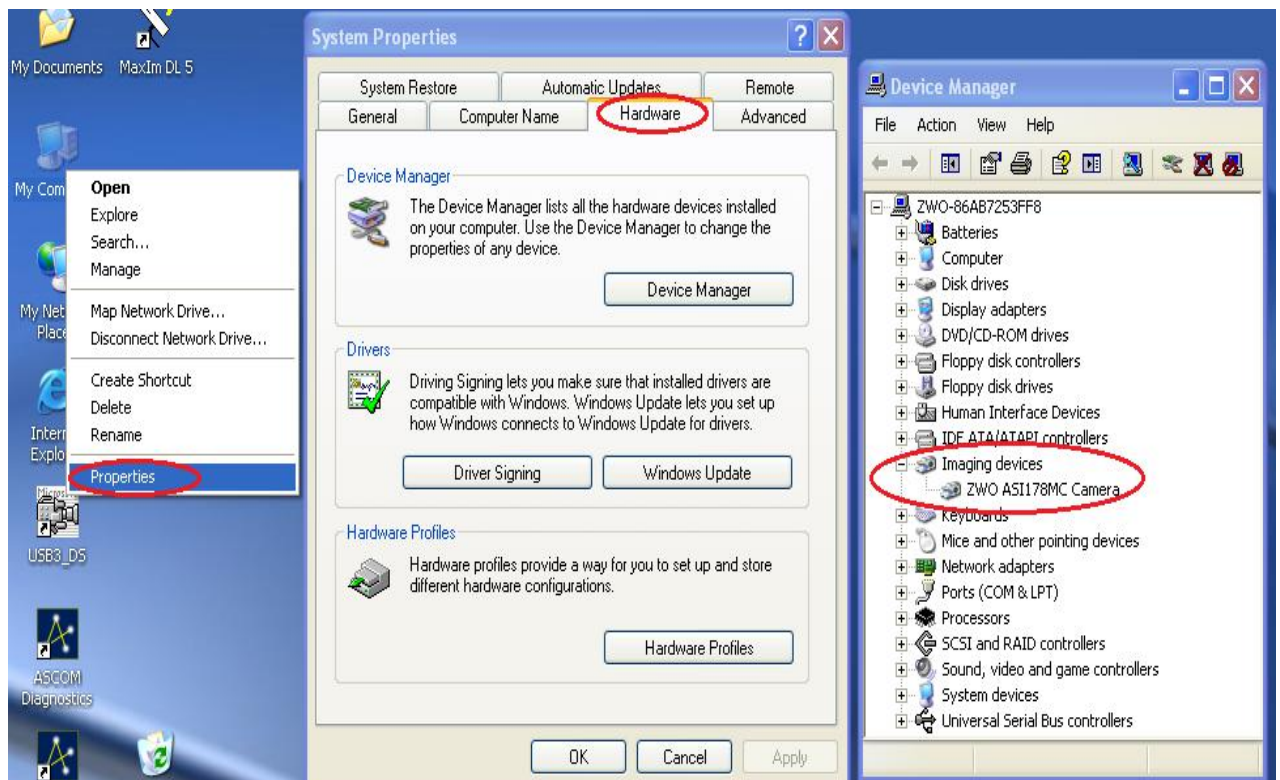 My Documents
MaxIm DL 5
My Com
Open
Explore
Search...
Manage
Map Network Drive...
Disconnect Network Drive...
Create Shortcut
Delete
Rename
Properties
My Net
Place
Intern
Explo
USB3_DS
ASCOM
Diagnostics
System Properties
System Restore
Automatic Updates
Remote
General
Computer Name
Hardware
Advanced
Device Manager
The Device Manager lists all the hardware devices installed
on your computer. Use the Device Manager to change the
properties of any device.
Device Manager
Drivers
Driving Signing lets you make sure that installed drivers are
compatible with Windows. Windows Update lets you set up
how Windows connects to Windows Update for drivers.
Driver Signing
Windows Update
Hardware Profiles
Hardware profiles provide a way for you to set up and store
different hardware configurations.
Hardware Profiles
OK
Cancel
Apply
Device Manager
File Action View Help
ZWO-86AB7253FF8
Batteries
Computer
Disk drives
Display adapters
DVD/CD-ROM drives
Floppy disk controllers
Floppy disk drives
Human Interface Devices
IDE ATA/ATAPI controllers
Imaging devices
ZWO ASI178MC Camera
Keyboards
Mice and other pointing devices
Network adapters
Ports (COM & LPT)
Processors
SCSI and RAID controllers
Sound, video and game controllers
System devices
Universal Serial Bus controllers